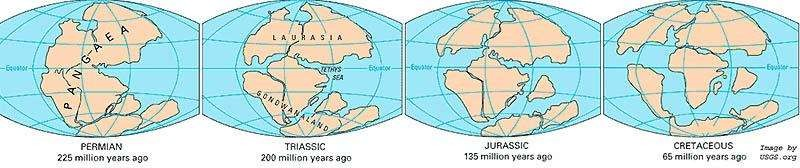 Equator
PANGAEA
PERMIAN
225 million years ago
LAURASIA
TETHYS
SEA
Equator
GONDWANALAND
TRIASSIC
200 million years ago
Equator
JURASSIC
135 million years ago
Equator
CRETACEOUS
65 million years ago
Image by
USGS.org